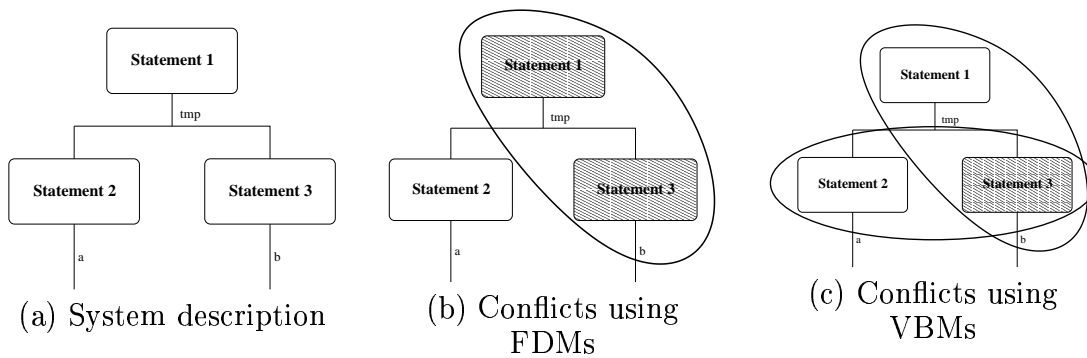 Statement 1
tmp
Statement 2
Statement 3
a
b
(a) System description
Statement 1
tmp
Statement 2
Statement 3
a
b
(b) Conflicts using
FDMs
Statement 1
tmp
Statement 2
Statement 3
a
b
(c) Conflicts using
VBMs